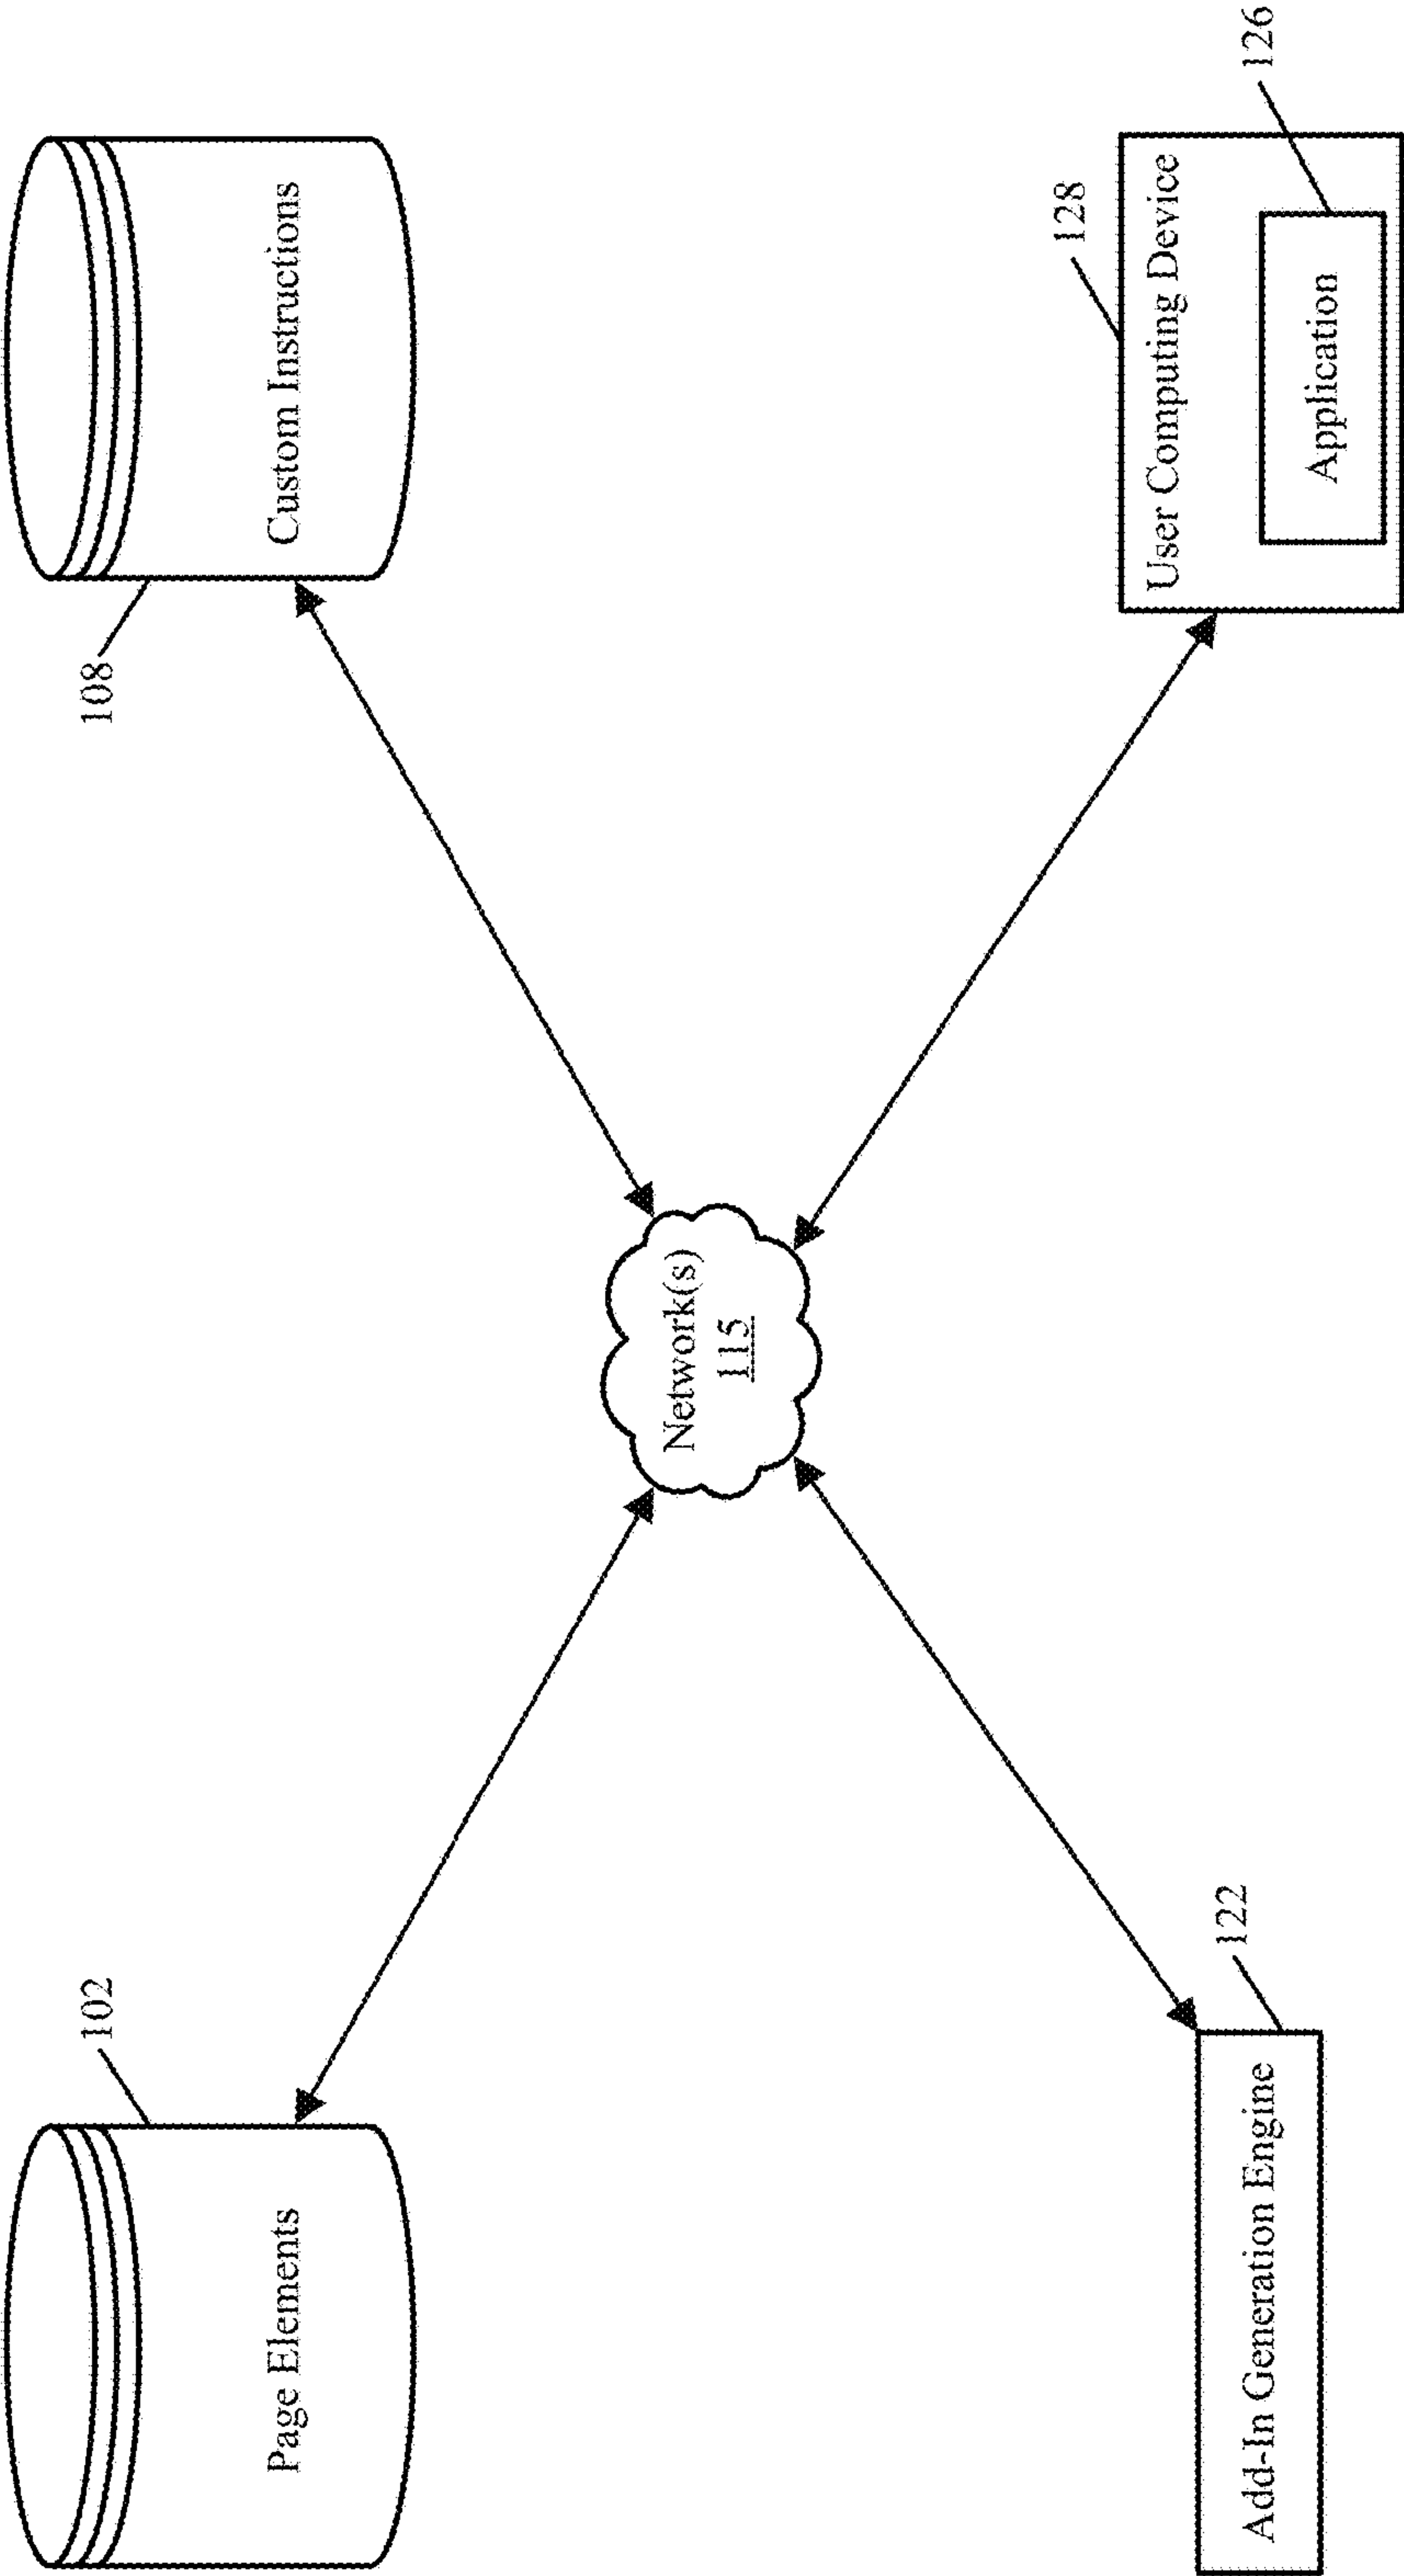 102
Page Elements
108
Custom Instructions
Network(s)
115
122
Add-In Generation Engine
128
User Computing Device
Application
126